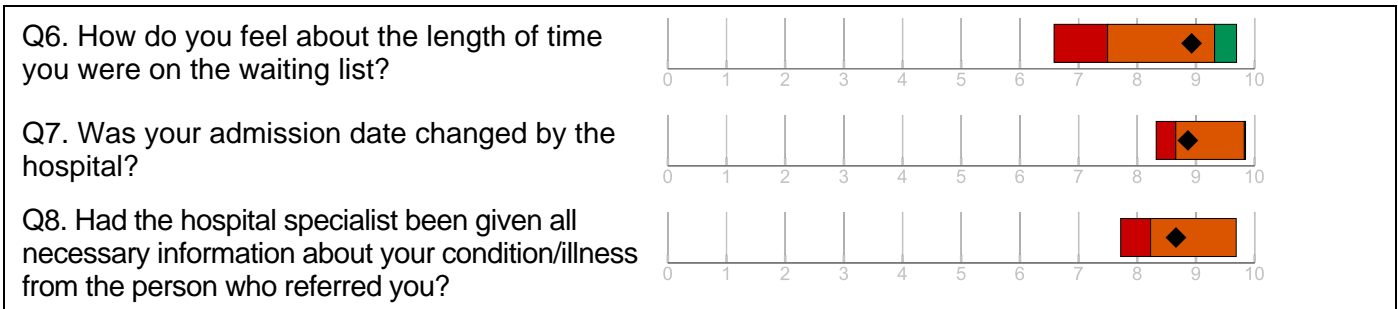 Q6. How do you feel about the length of time
you were on the waiting list?
0 1 2 3 4 5 6 7 8 9 10
Q7. Was your admission date changed by the
hospital?
0 1 2 3 4 5 6 7 8 9 10
Q8. Had the hospital specialist been given all
necessary information about your condition/illness
from the person who referred you?
0 1 2 3 4 5 6 7 8 9 10